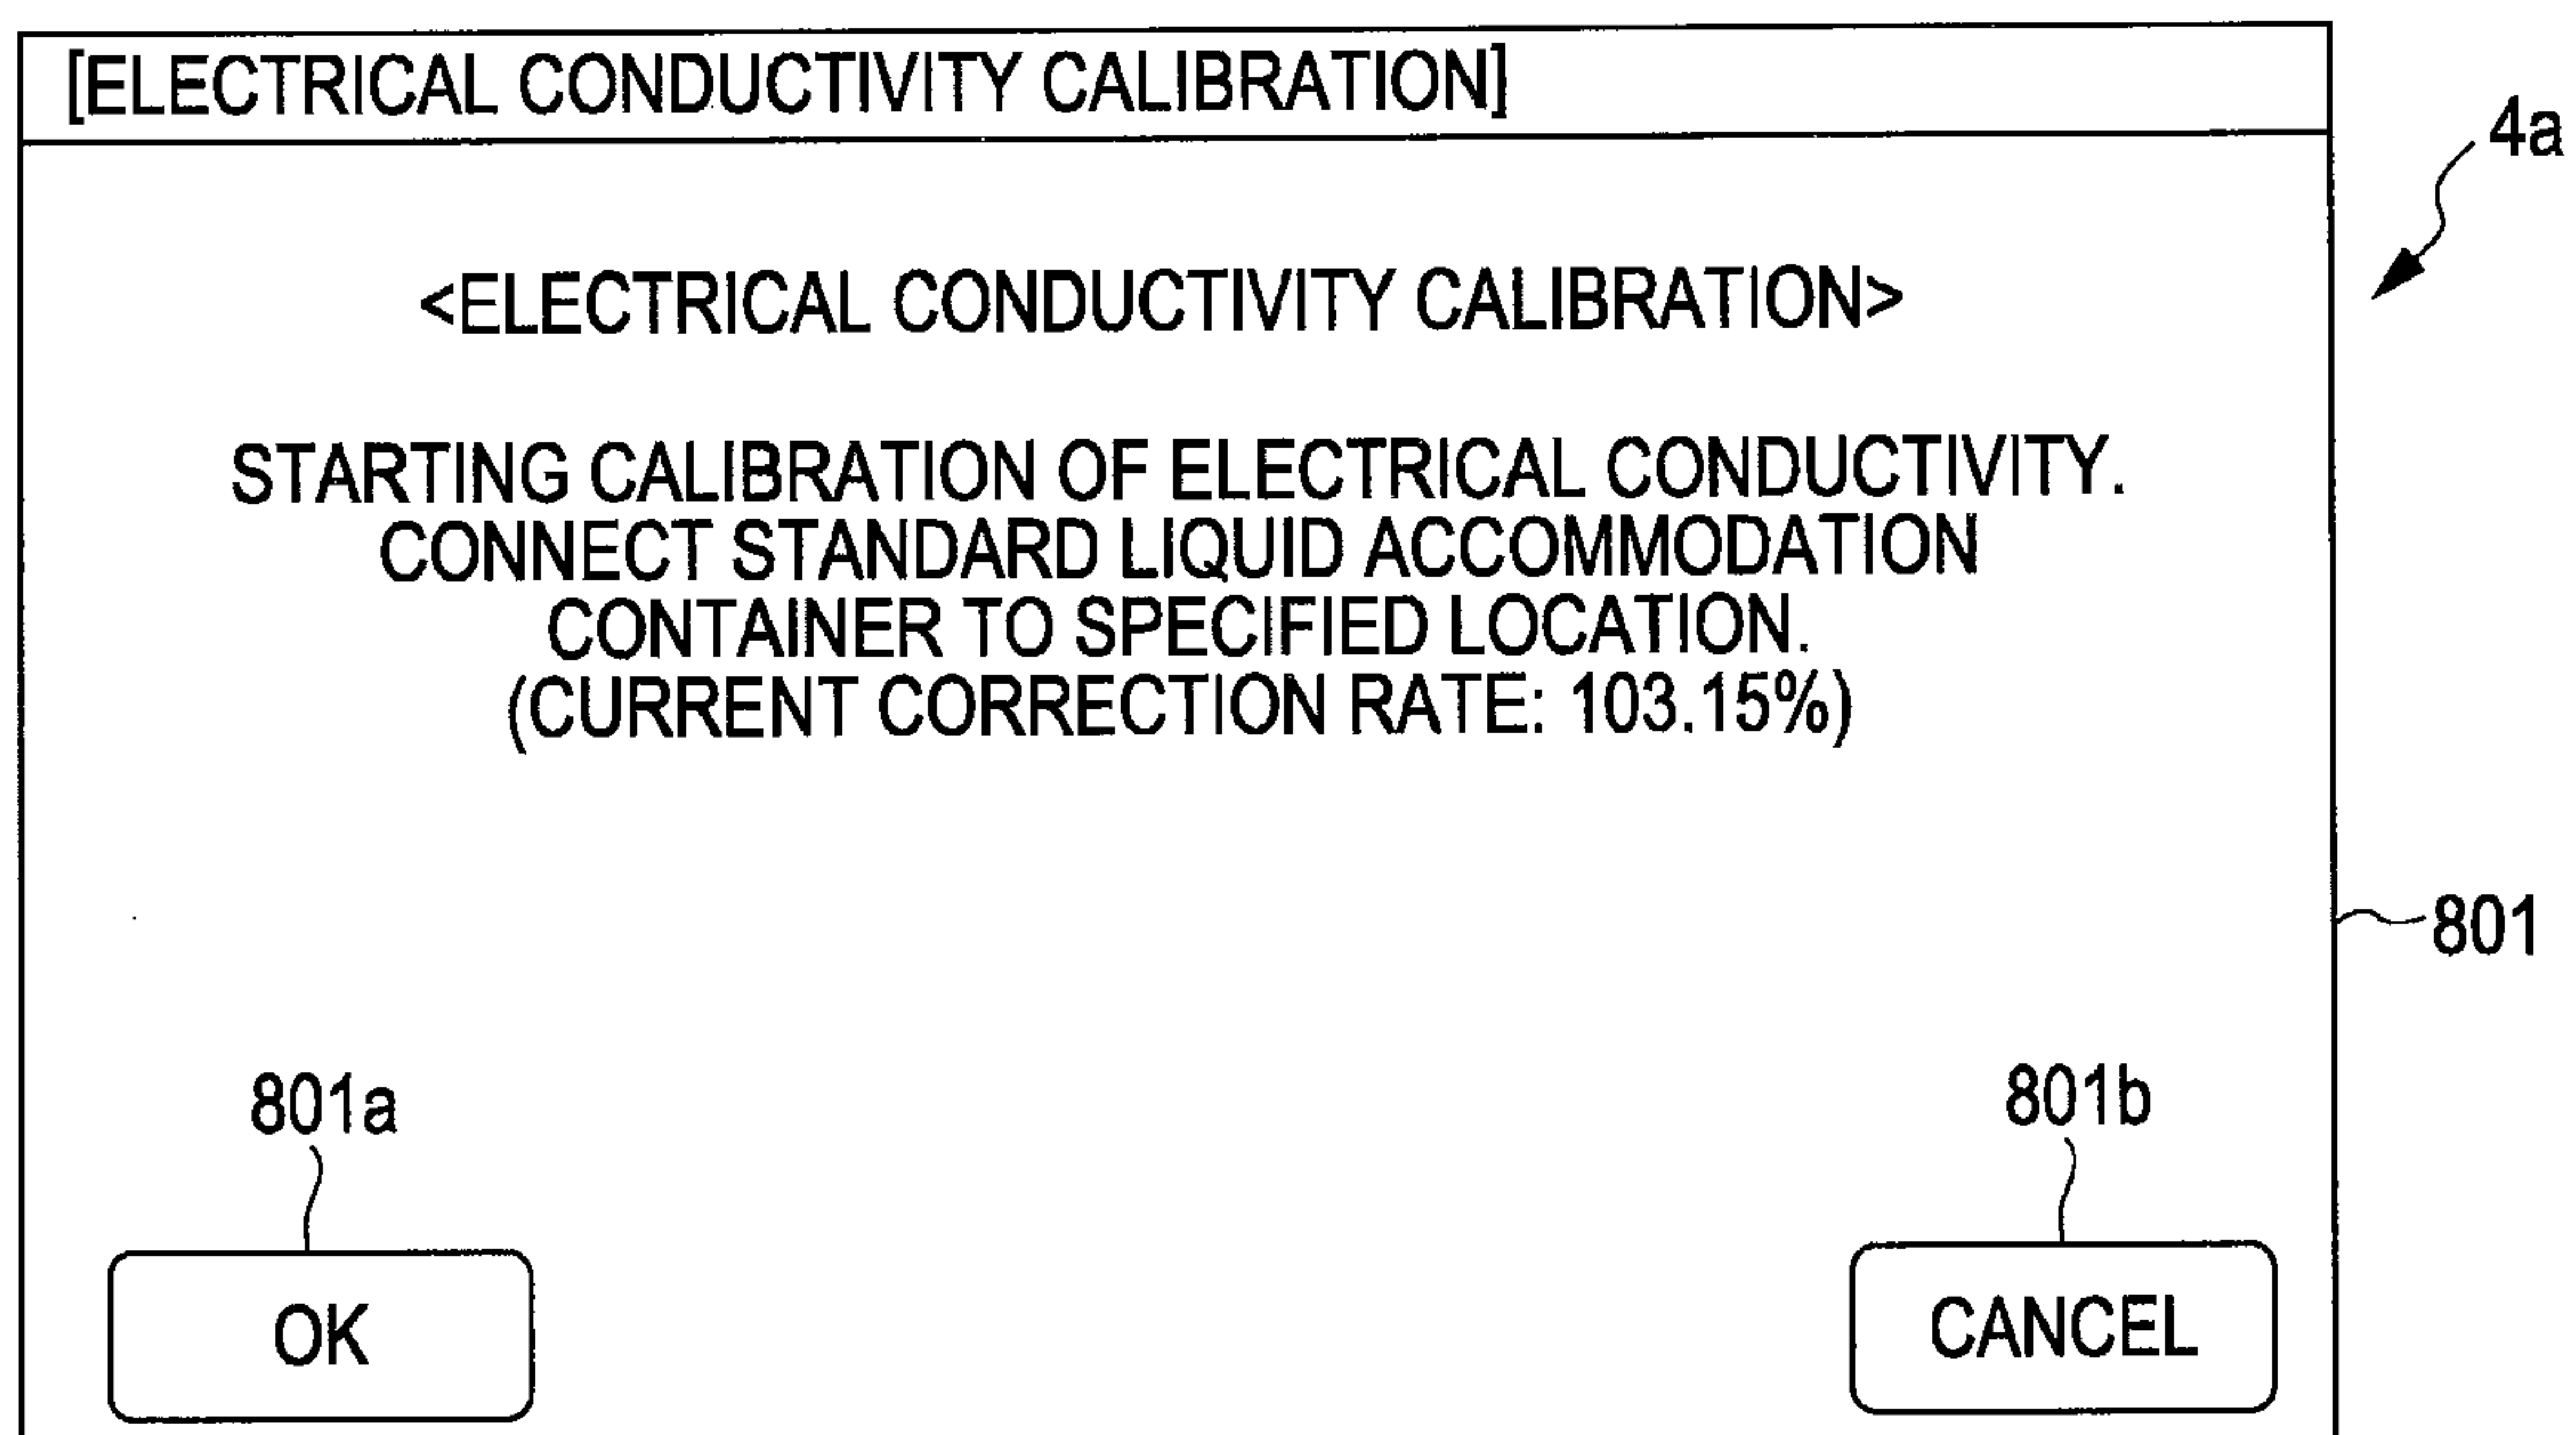 [ELECTRICAL CONDUCTIVITY CALIBRATION]
4a
<ELECTRICAL CONDUCTIVITY CALIBRATION>
STARTING CALIBRATION OF ELECTRICAL CONDUCTIVITY.
CONNECT STANDARD LIQUID ACCOMMODATION
CONTAINER TO SPECIFIED LOCATION.
(CURRENT CORRECTION RATE: 103.15%)
801
801a
801b
OK
CANCEL